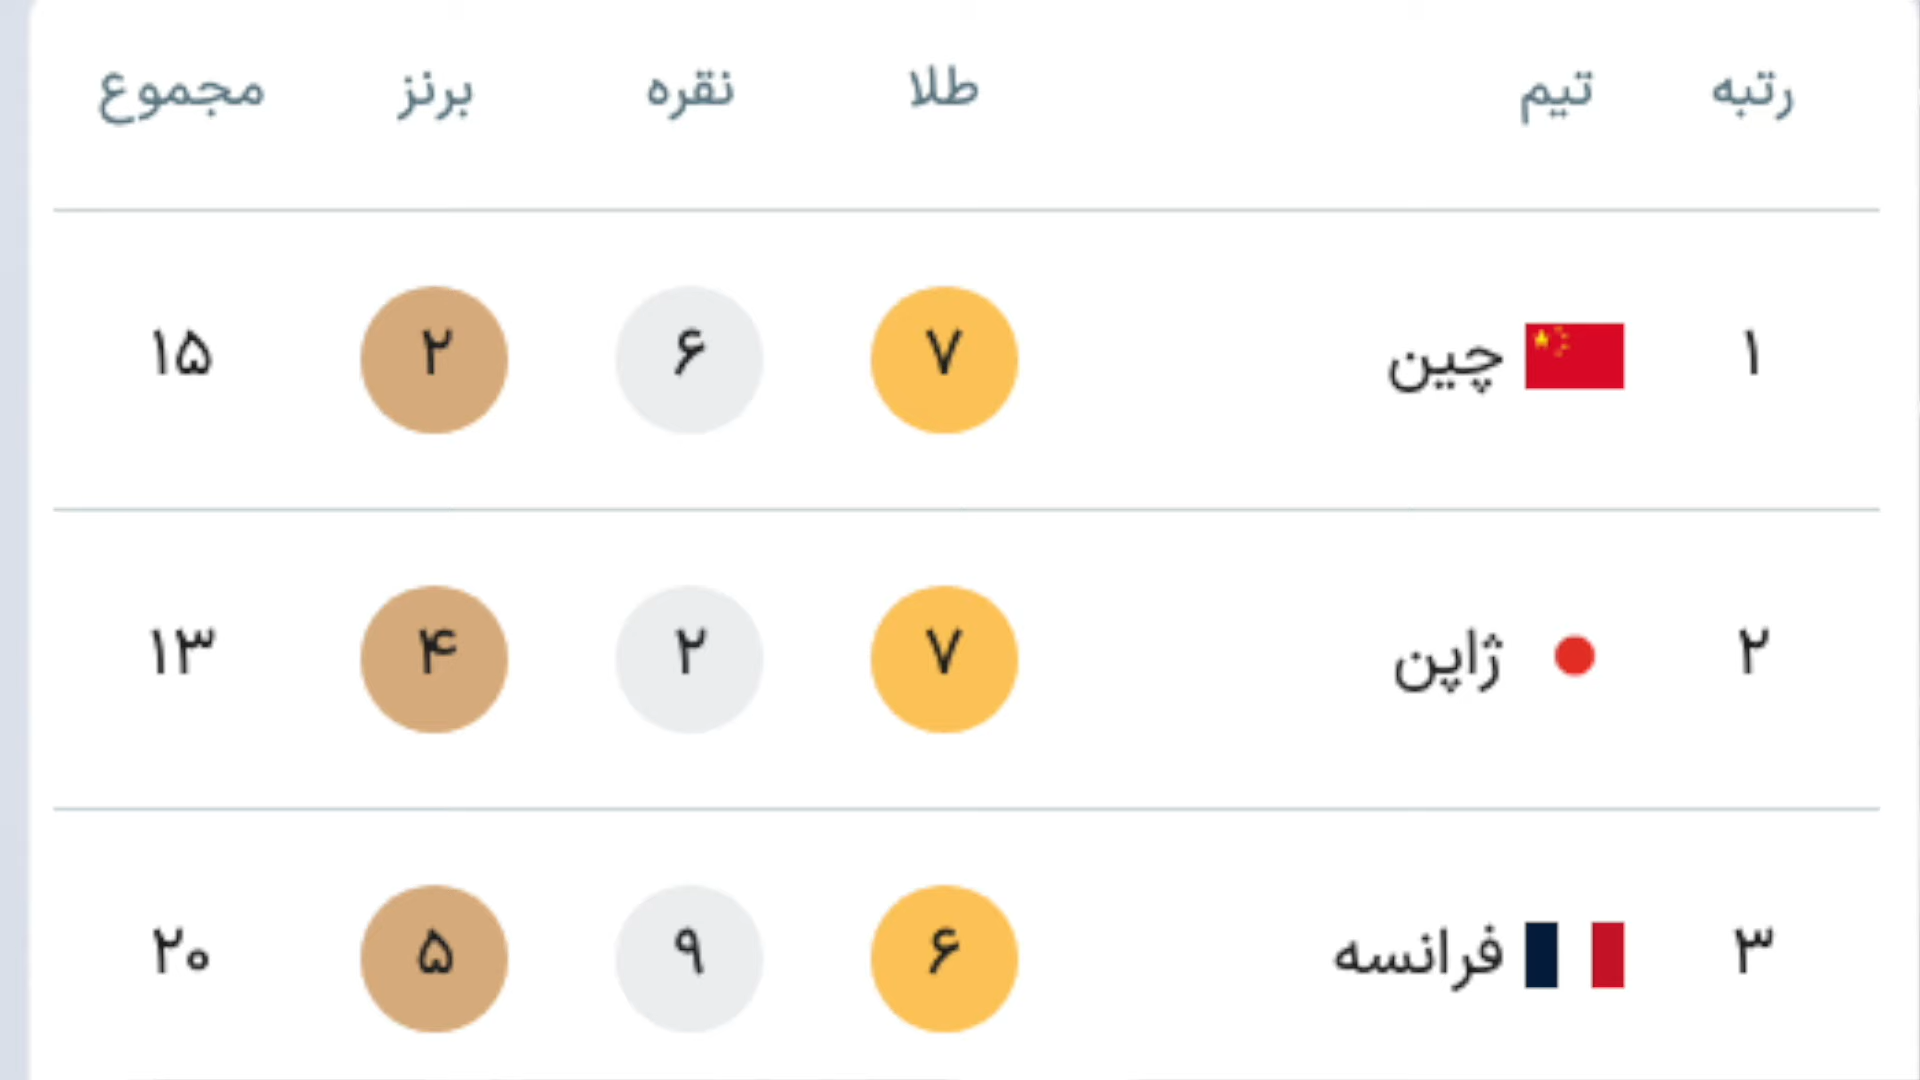 رتبه تیم طلا نقره برنز مجموع
۱ چین ۷ ۶ ۲ ۱۵
۲ ژاپن ۷ ۲ ۴ ۱۳
۳ فرانسه ۶ ۹ ۵ ۲۰